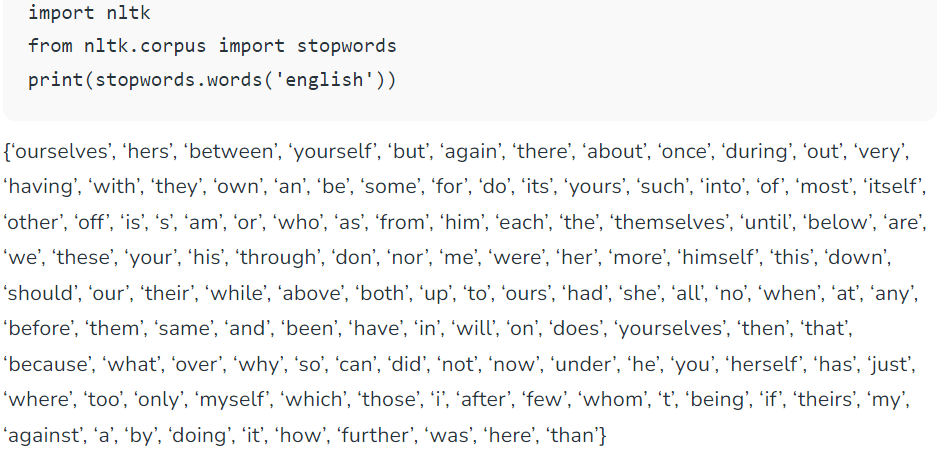 import nltk
from nltk.corpus import stopwords
print(stopwords.words('english'))
{‘ourselves’, ‘hers’, ‘between’, ‘yourself’, ‘but’, ‘again’, ‘there’, ‘about’, ‘once’, ‘during’, ‘out’, ‘very’,
‘having’, ‘with’, ‘they’, ‘own’, ‘an’, ‘be’, ‘some’, ‘for’, ‘do’, ‘its’, ‘yours’, ‘such’, ‘into’, ‘of’, ‘most’, ‘itself’,
‘other’, ‘off’, ‘is’, ‘s’, ‘am’, ‘or’, ‘who’, ‘as’, ‘from’, ‘him’, ‘each’, ‘the’, ‘themselves’, ‘until’, ‘below’, ‘are’,
‘we’, ‘these’, ‘your’, ‘his’, ‘through’, ‘don’, ‘nor’, ‘me’, ‘were’, ‘her’, ‘more’, ‘himself’, ‘this’, ‘down’,
‘should’, ‘our’, ‘their’, ‘while’, ‘above’, ‘both’, ‘up’, ‘to’, ‘ours’, ‘had’, ‘she’, ‘all’, ‘no’, ‘when’, ‘at’, ‘any’,
‘before’, ‘them’, ‘same’, ‘and’, ‘been’, ‘have’, ‘in’, ‘will’, ‘on’, ‘does’, ‘yourselves’, ‘then’, ‘that’,
‘because’, ‘what’, ‘over’, ‘why’, ‘so’, ‘can’, ‘did’, ‘not’, ‘now’, ‘under’, ‘he’, ‘you’, ‘herself’, ‘has’, ‘just’,
‘where’, ‘too’, ‘only’, ‘myself’, ‘which’, ‘those’, ‘i’, ‘after’, ‘few’, ‘whom’, ‘t’, ‘being’, ‘if’, ‘theirs’, ‘my’,
‘against’, ‘a’, ‘by’, ‘doing’, ‘it’, ‘how’, ‘further’, ‘was’, ‘here’, ‘than’}